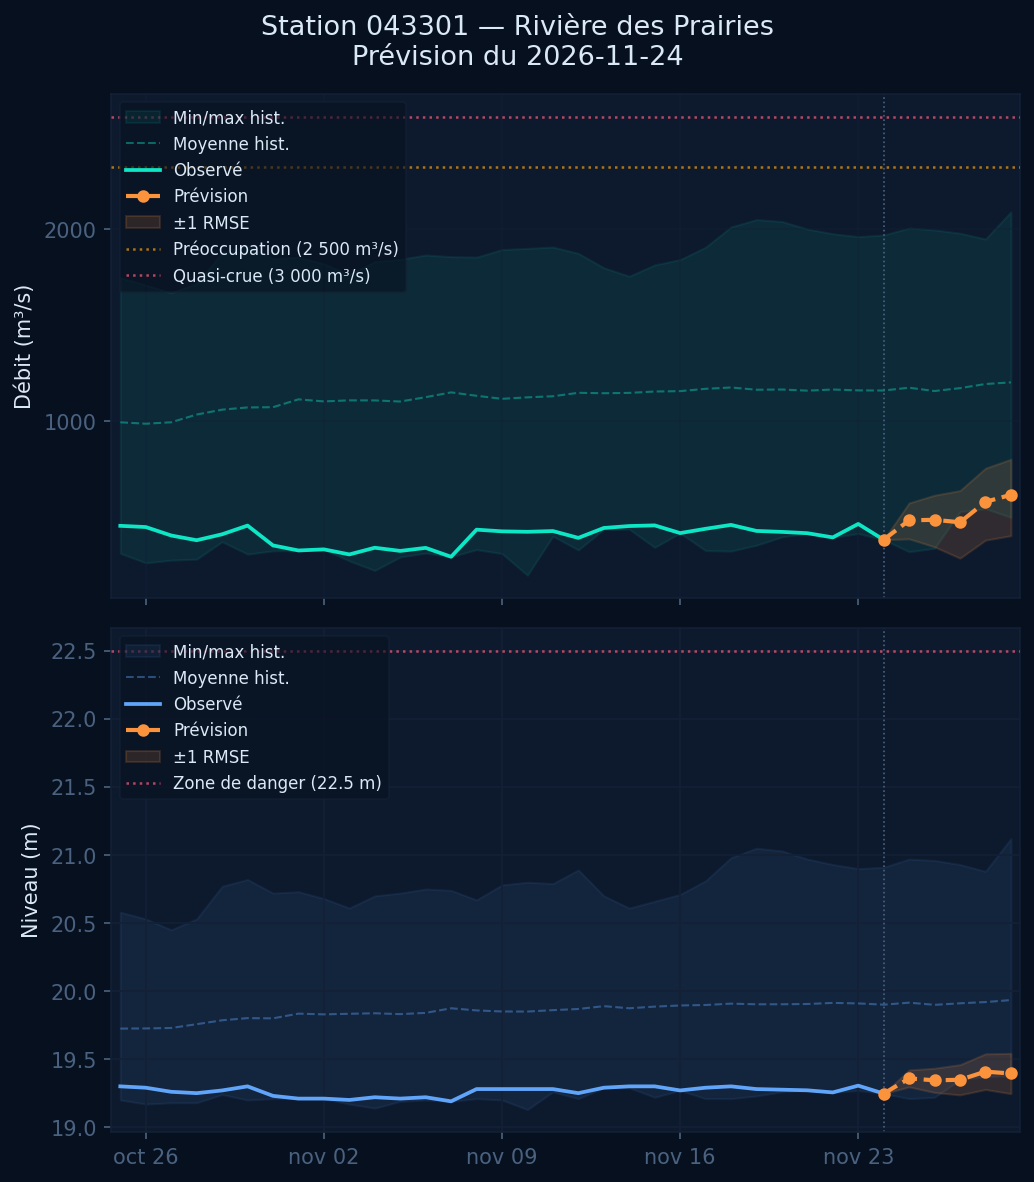 Station 043301 — Rivière des Prairies
Prévision du 2026-11-24
Min/max hist.
Moyenne hist.
Observé
Prévision
±1 RMSE
Préoccupation (2 500 m³/s)
Quasi-crue (3 000 m³/s)
Débit (m³/s)
2000
1000
Min/max hist.
Moyenne hist.
Observé
Prévision
±1 RMSE
Zone de danger (22.5 m)
Niveau (m)
22.5
22.0
21.5
21.0
20.5
20.0
19.5
19.0
oct 26
nov 02
nov 09
nov 16
nov 23